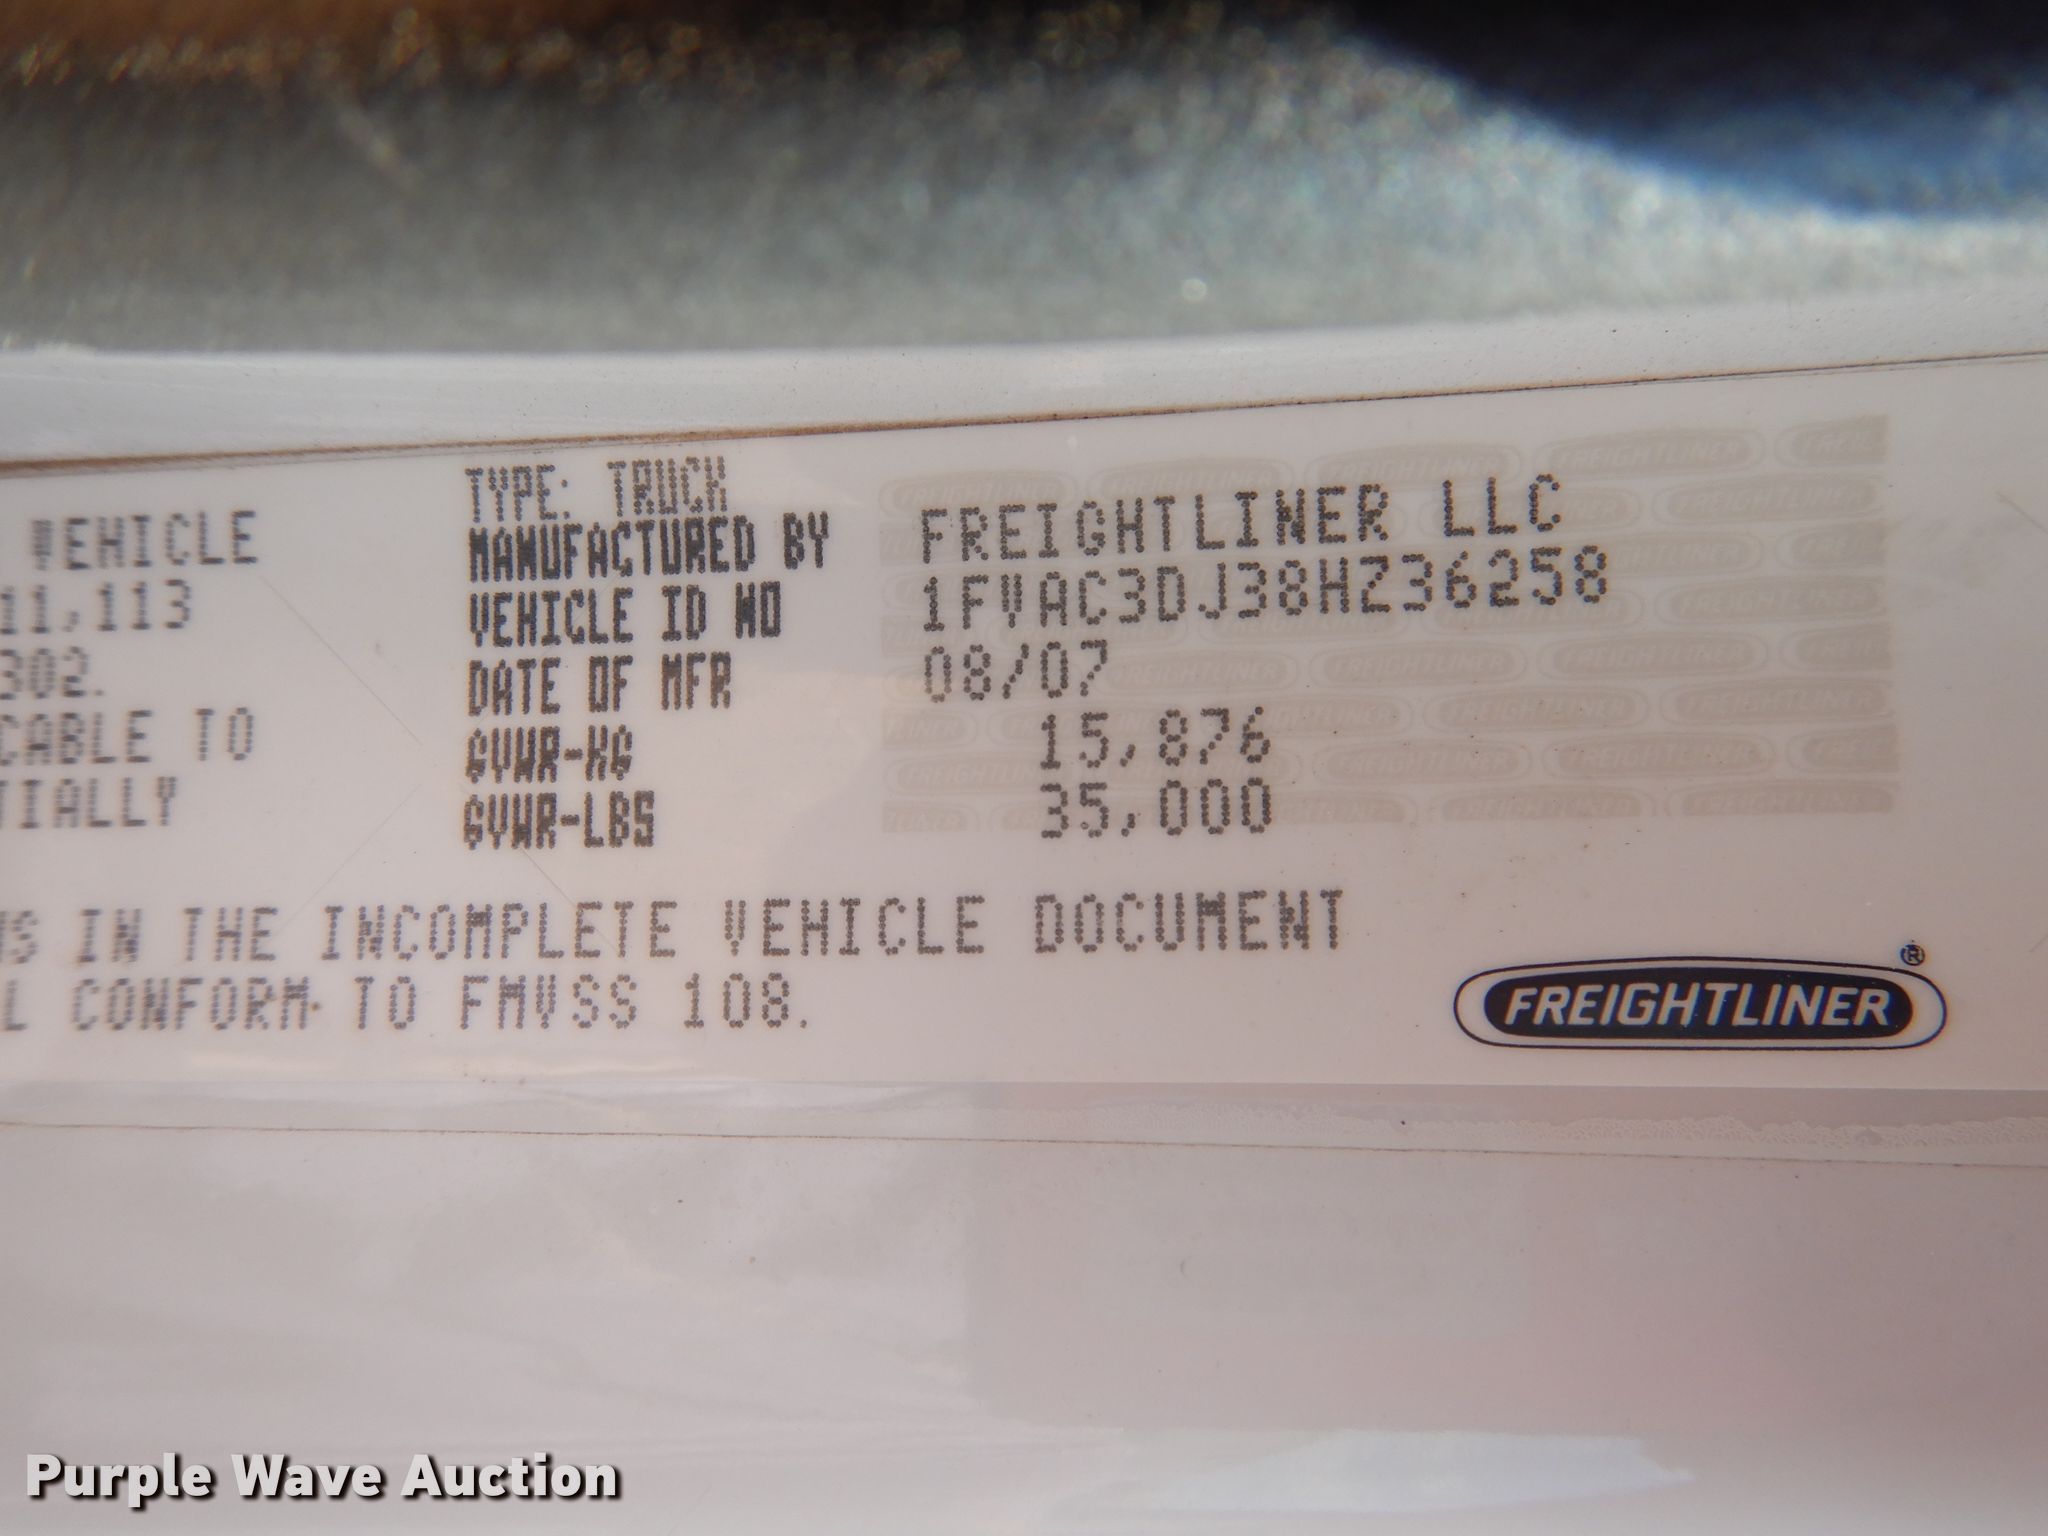 TYPE: TRUCK
VEHICLE MANUFACTURED BY FREIGHTLINER LLC
11,113 VEHICLE ID NO 1FVAC3DJ38HZ36258
302. DATE OF MFR 08/07
CABLE TO GVWR-KG 15,876
TIALLY GVWR-LBS 35,000
S IN THE INCOMPLETE VEHICLE DOCUMENT
CONFORM TO FMVSS 108.
FREIGHTLINER®
Purple Wave Auction